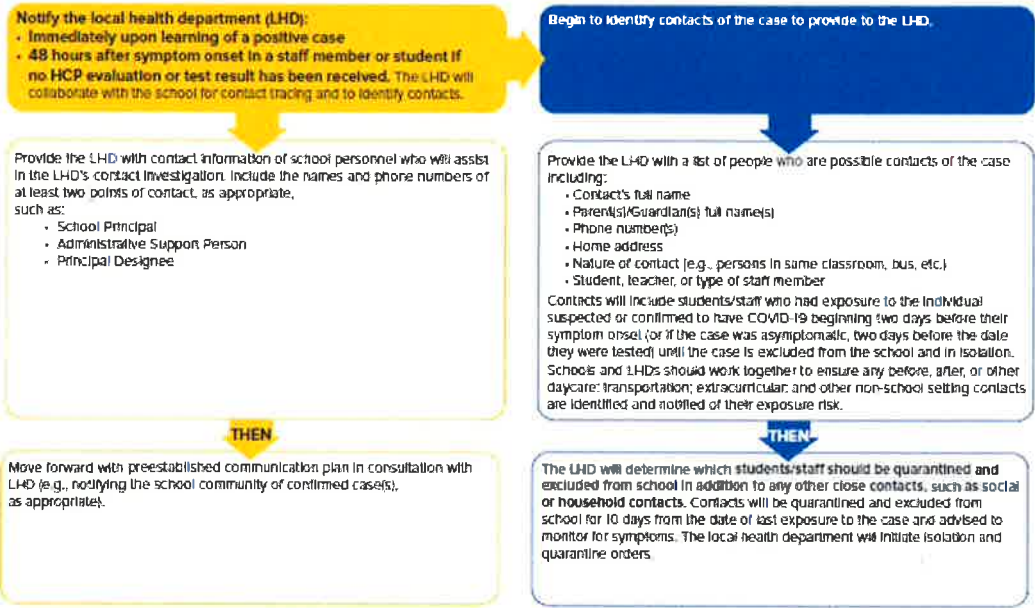 Notify the local health department (LHD):
• Immediately upon learning of a positive case
• 48 hours after symptom onset in a staff member or student if
no HCP evaluation or test result has been received. The LHD will
collaborate with the school for contact tracing and to identify contacts.
Begin to identify contacts of the case to provide to the LHD.
Provide the LHD with contact information of school personnel who will assist
in the LHD's contact investigation. Include the names and phone numbers of
at least two points of contact, as appropriate,
such as:
• School Principal
• Administrative Support Person
• Principal Designee
Provide the LHD with a list of people who are possible contacts of the case
including:
• Contact's full name
• Parent(s)/Guardian(s) full name(s)
• Phone number(s)
• Home address
• Nature of contact (e.g., persons in same classroom, bus, etc.)
• Student, teacher, or type of staff member
Contacts will include students/staff who had exposure to the individual
suspected or confirmed to have COVID-19 beginning two days before their
symptom onset (or if the case was asymptomatic, two days before the date
they were tested) until the case is excluded from the school and in isolation.
Schools and LHDs should work together to ensure any before, after, or other
daycare; transportation; extracurricular; and other non-school setting contacts
are identified and notified of their exposure risk.
THEN
THEN
Move forward with preestablished communication plan in consultation with
LHD (e.g., notifying the school community of confirmed case(s),
as appropriate).
The LHD will determine which students/staff should be quarantined and
excluded from school in addition to any other close contacts, such as social
or household contacts. Contacts will be quarantined and excluded from
school for 10 days from the date of last exposure to the case and advised to
monitor for symptoms. The local health department will initiate isolation and
quarantine orders.